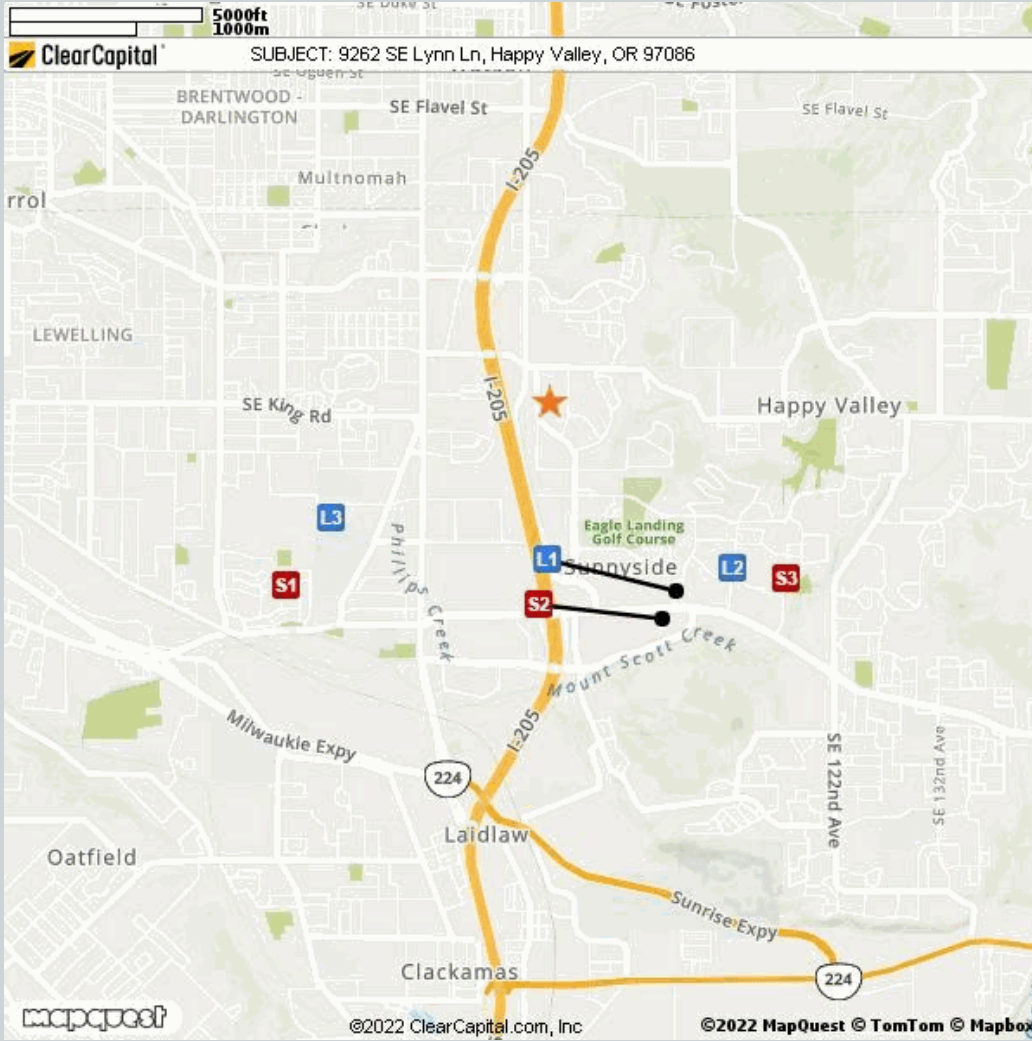 SE Duke St
5000ft
1000m
ClearCapital
SUBJECT: 9262 SE Lynn Ln, Happy Valley, OR 97086
SE Ogden St
BRENTWOOD -
DARLINGTON
SE Flavel St
SE Flavel St
I-205
Multnomah
rrol
LEWELLING
I-205
SE King Rd
Happy Valley
L3
Phillips Creek
Eagle Landing
Golf Course
L1
Sunnyside
L2
S3
S1
S2
Mount Scott Creek
I-205
Milwaukie Expy
224
SE 122nd Ave
SE 132nd Ave
Laidlaw
Oatfield
Sunrise Expy
Clackamas
224
mapquest
©2022 ClearCapital.com, Inc
©2022 MapQuest © TomTom © Mapbox